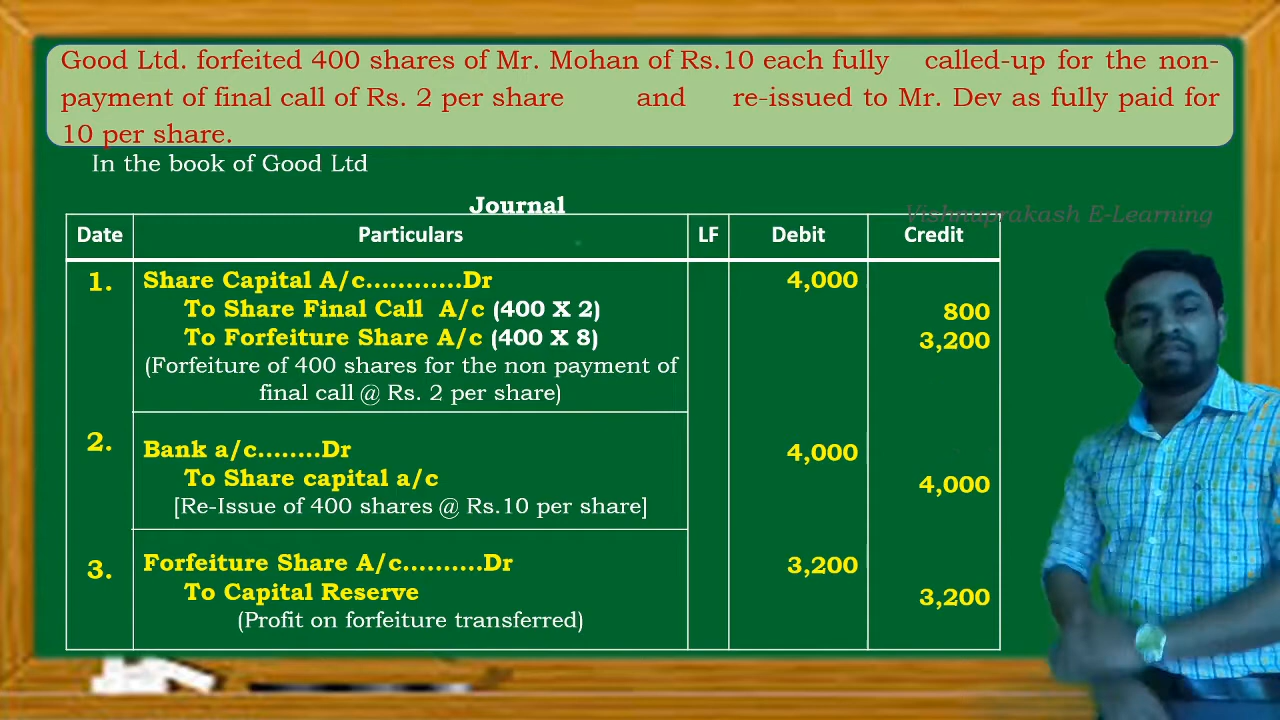 Good Ltd. forfeited 400 shares of Mr. Mohan of Rs.10 each fully called-up for the non-
payment of final call of Rs. 2 per share and re-issued to Mr. Dev as fully paid for
10 per share.
In the book of Good Ltd
Journal
Vishnuprakash E-Learning
Date Particulars LF Debit Credit
1. Share Capital A/c............Dr 4,000
To Share Final Call A/c (400 X 2) 800
To Forfeiture Share A/c (400 X 8) 3,200
(Forfeiture of 400 shares for the non payment of
final call @ Rs. 2 per share)
2. Bank a/c........Dr 4,000
To Share capital a/c 4,000
[Re-Issue of 400 shares @ Rs.10 per share]
3. Forfeiture Share A/c..........Dr 3,200
To Capital Reserve 3,200
(Profit on forfeiture transferred)